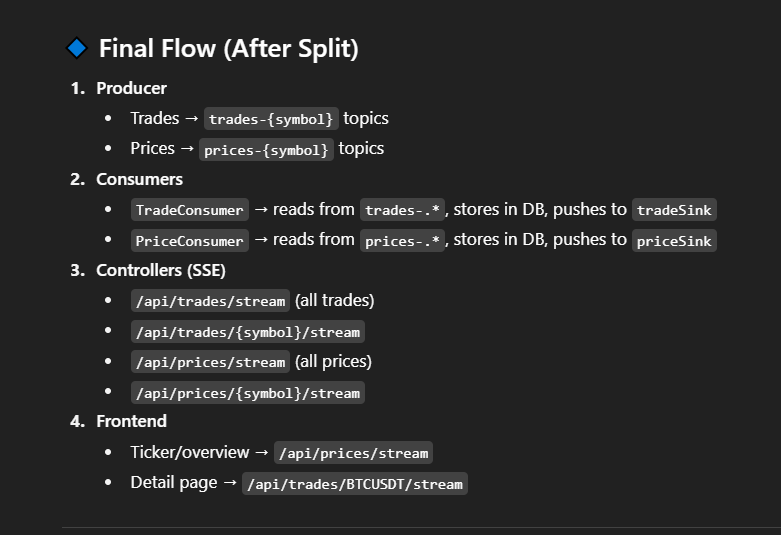 Final Flow (After Split)
1. Producer
• Trades → trades-{symbol} topics
• Prices → prices-{symbol} topics
2. Consumers
• TradeConsumer → reads from trades-.*, stores in DB, pushes to tradeSink
• PriceConsumer → reads from prices-.*, stores in DB, pushes to priceSink
3. Controllers (SSE)
• /api/trades/stream (all trades)
• /api/trades/{symbol}/stream
• /api/prices/stream (all prices)
• /api/prices/{symbol}/stream
4. Frontend
• Ticker/overview → /api/prices/stream
• Detail page → /api/trades/BTCUSDT/stream